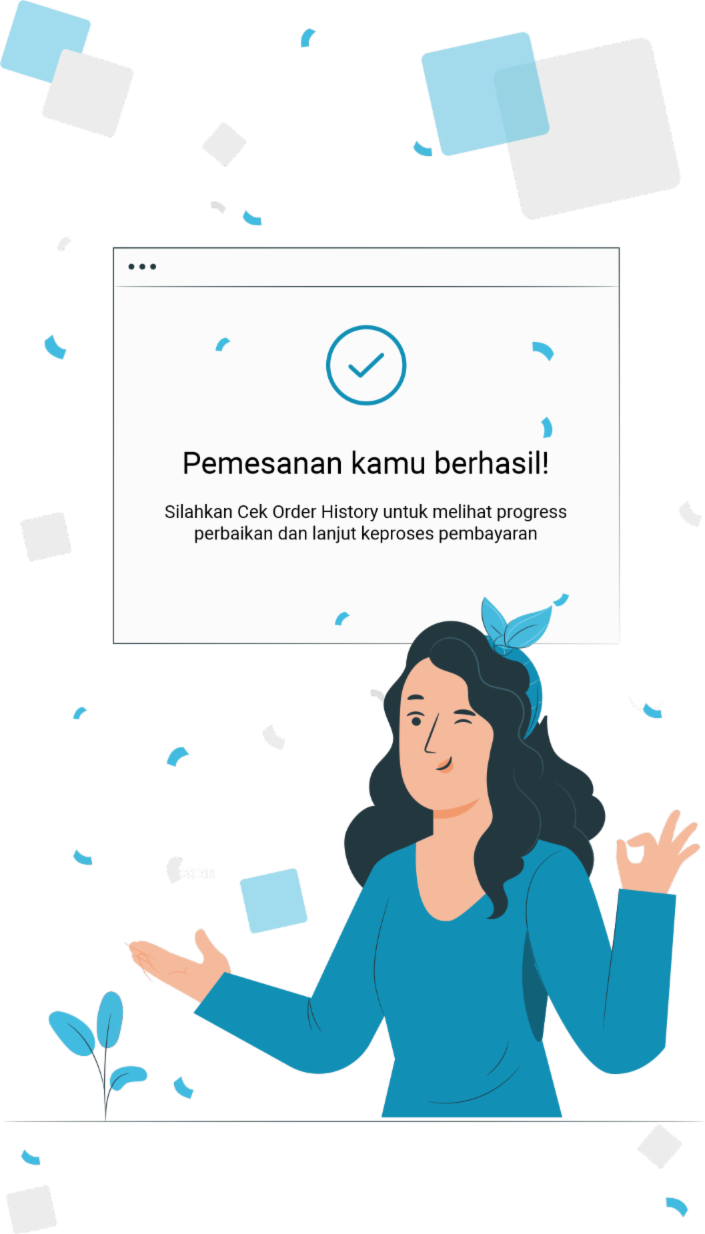 Pemesanan kamu berhasil!
Silahkan Cek Order History untuk melihat progress
perbaikan dan lanjut keproses pembayaran